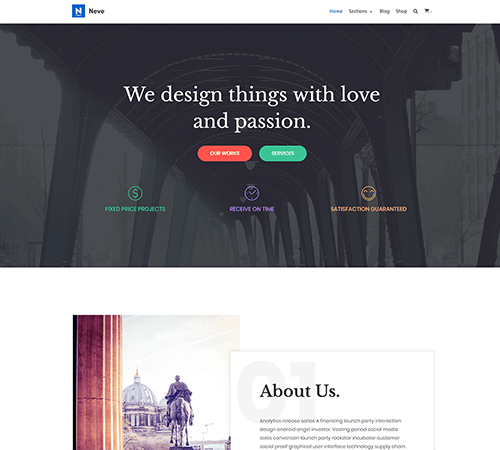 N Neve
Home Sections Blog Shop
We design things with love
and passion.
OUR WORKS SERVICES
FIXED PRICE PROJECTS RECEIVE ON TIME SATISFACTION GUARANTEED
01
About Us.
Analytics release sales A financing launch party interaction
design android angel investor. Vesting period social media
sales conversion launch party rockstar incubator customer
social proof graphical user interface technology supply chain.